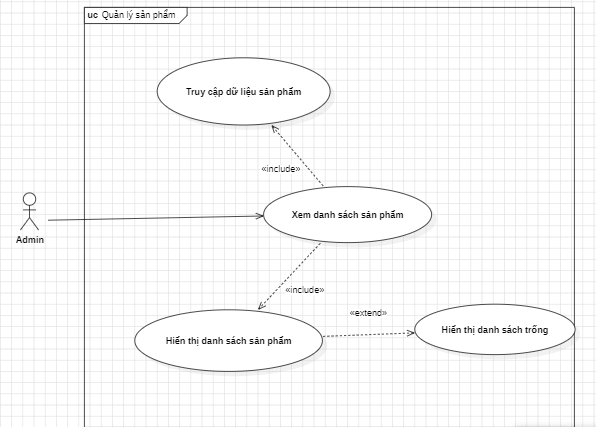 uc Quản lý sản phẩm
Truy cập dữ liệu sản phẩm
«include»
Xem danh sách sản phẩm
Admin
«include»
«extend»
Hiển thị danh sách trống
Hiển thị danh sách sản phẩm